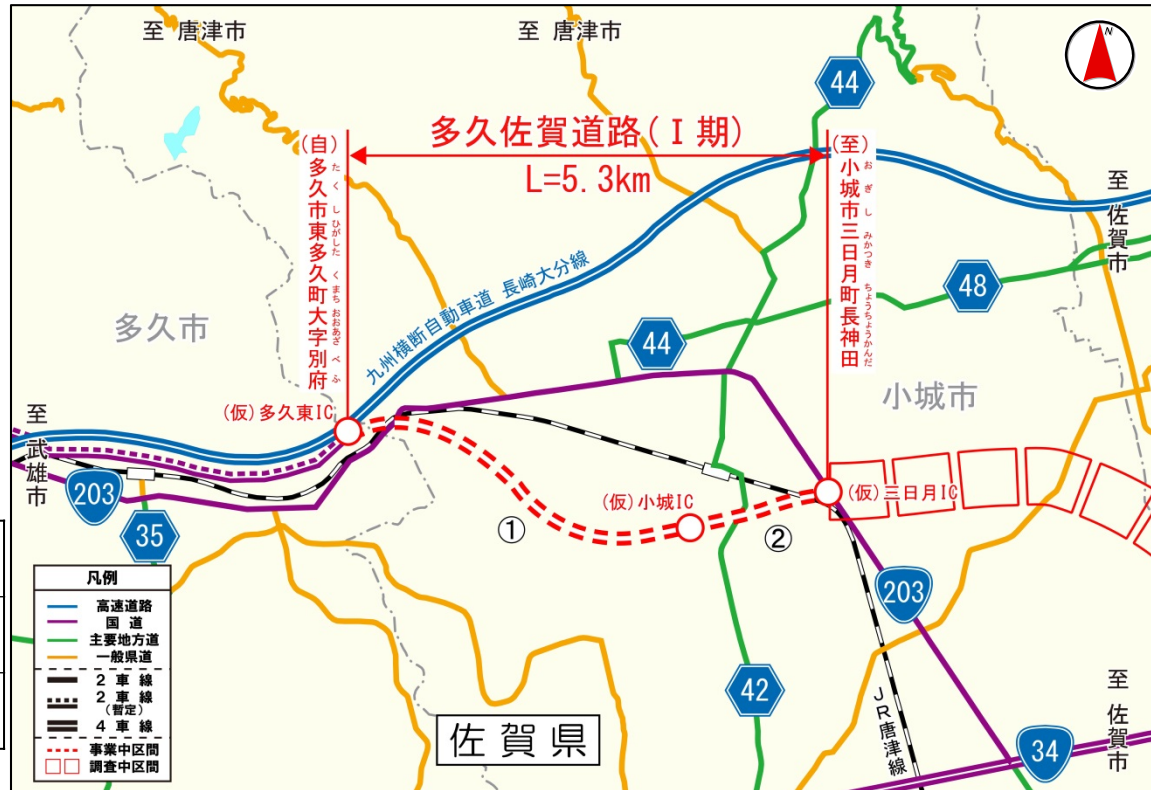 至 唐津市
至 唐津市
N
44
多久佐賀道路(Ⅰ期)
L=5.3km
(自)多久市東多久町大字別府
たくしひがしたくまちおおあざべふ
(至)小城市三日月町長神田
おぎしみかつきちょうちょうかんだ
至 佐賀市
九州横断自動車道 長崎大分線
48
44
多久市
小城市
(仮)多久東IC
至 武雄市
203
35
①
(仮)小城IC
②
(仮)三日月IC
203
42
JR唐津線
至 佐賀市
34
佐賀県
凡例
高速道路
国道
主要地方道
一般県道
2車線
2車線
(暫定)
4車線
事業中区間
調査中区間